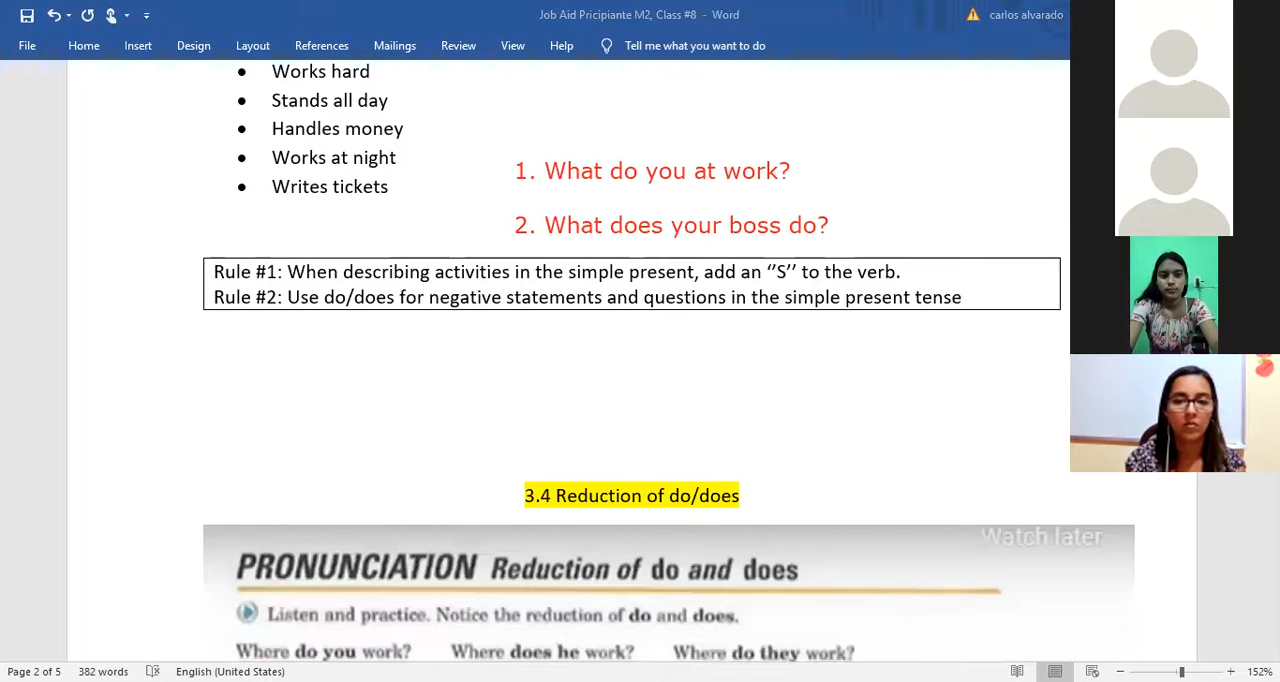 Job Aid Pricipiante M2, Class #8 - Word
carlos alvarado
File Home Insert Design Layout References Mailings Review View Help Tell me what you want to do
• Works hard
• Stands all day
• Handles money
• Works at night
• Writes tickets
1. What do you at work?
2. What does your boss do?
Rule #1: When describing activities in the simple present, add an ‘’S’’ to the verb.
Rule #2: Use do/does for negative statements and questions in the simple present tense
3.4 Reduction of do/does
Watch later
PRONUNCIATION Reduction of do and does
Listen and practice. Notice the reduction of do and does.
Where do you work? Where does he work? Where do they work?
Page 2 of 5 382 words English (United States) 152%